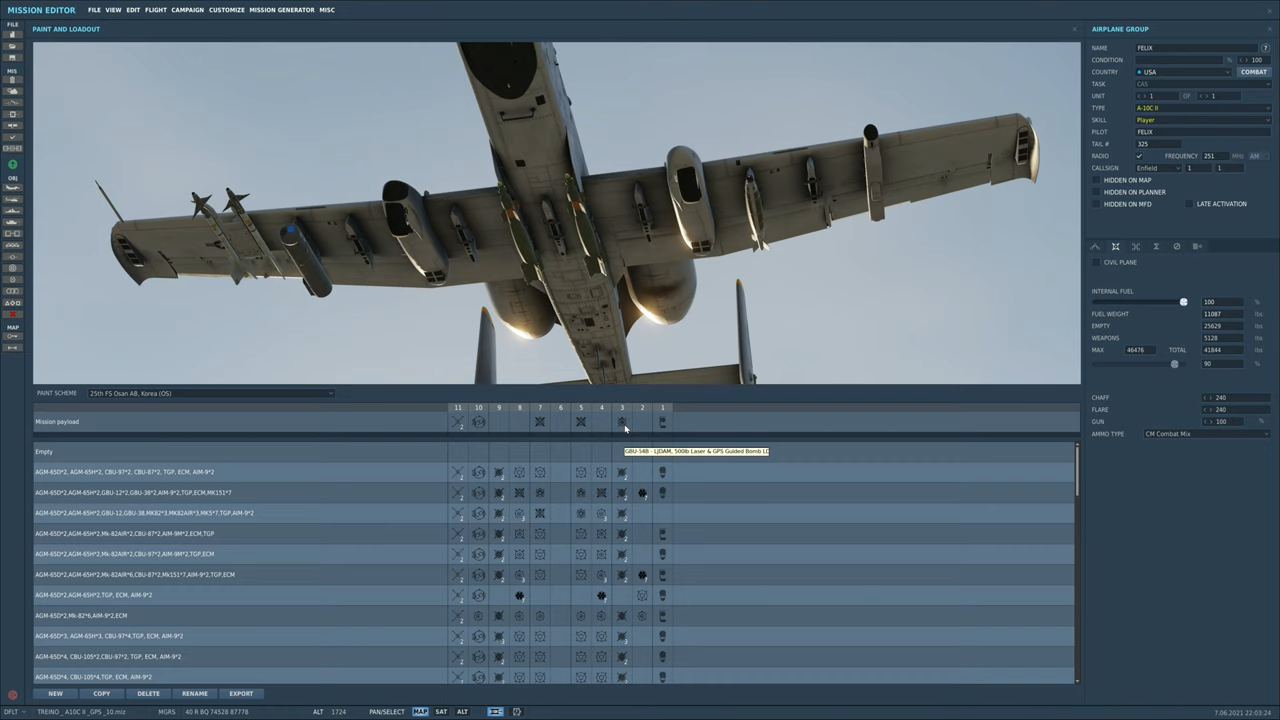 MISSION EDITOR FILE VIEW EDIT FLIGHT CAMPAIGN CUSTOMIZE MISSION GENERATOR MISC
FILE
MIS
OBJ
MAP
PAINT AND LOADOUT
PAINT SCHEME 25th FS Osan AB, Korea (OS)
11 10 9 8 7 6 5 4 3 2 1
Mission payload
Empty
GBU-54B - LJDAM, 500lb Laser & GPS Guided Bomb LD
AGM-65D*2, AGM-65H*2, CBU-97*2, CBU-87*2, TGP, ECM, AIM-9*2
AGM-65D*2,AGM-65H*2,GBU-12*2,GBU-38*2,AIM-9*2,TGP,ECM,MK151*7
AGM-65D*2,AGM-65H*2,GBU-12,GBU-38,MK82*3,MK82AIR*3,MK5*7,TGP,AIM-9*2
AGM-65D*2,AGM-65H*2,Mk-82AIR*2,CBU-87*2,AIM-9M*2,ECM,TGP
AGM-65D*2,AGM-65H*2,Mk-82AIR*2,CBU-97*2,AIM-9M*2,TGP,ECM
AGM-65D*2,AGM-65H*2,Mk-82AIR*6,CBU-87*2,Mk151*7,AIM-9*2,TGP,ECM
AGM-65D*2,AGM-65H*2,TGP, ECM, AIM-9*2
AGM-65D*2,Mk-82*6,AIM-9*2,ECM
AGM-65D*3, AGM-65H*3, CBU-97*4,TGP, ECM, AIM-9*2
AGM-65D*4, CBU-105*2,CBU-97*2, TGP, ECM, AIM-9*2
AGM-65D*4, CBU-105*4,TGP, ECM, AIM-9*2
NEW COPY DELETE RENAME EXPORT
AIRPLANE GROUP
NAME FELIX ?
CONDITION % < > 100
COUNTRY USA COMBAT
TASK CAS
UNIT < > 1 OF < > 1
TYPE A-10C II
SKILL Player
PILOT FELIX
TAIL # 325
RADIO FREQUENCY 251 MHz AM
CALLSIGN Enfield 1 1
HIDDEN ON MAP
HIDDEN ON PLANNER
HIDDEN ON MFD LATE ACTIVATION
CIVIL PLANE
INTERNAL FUEL
100 %
FUEL WEIGHT 11087 lbs
EMPTY 25629 lbs
WEAPONS 5128 lbs
MAX 46476 TOTAL 41844 lbs
90 %
CHAFF < > 240
FLARE < > 240
GUN < > 100 %
AMMO TYPE CM Combat Mix
DFLT TREINO _ A10C II _GPS _10.miz MGRS 40 R BQ 74528 87778 ALT 1724 PAN/SELECT MAP SAT ALT 7.06.2021 22:03:24